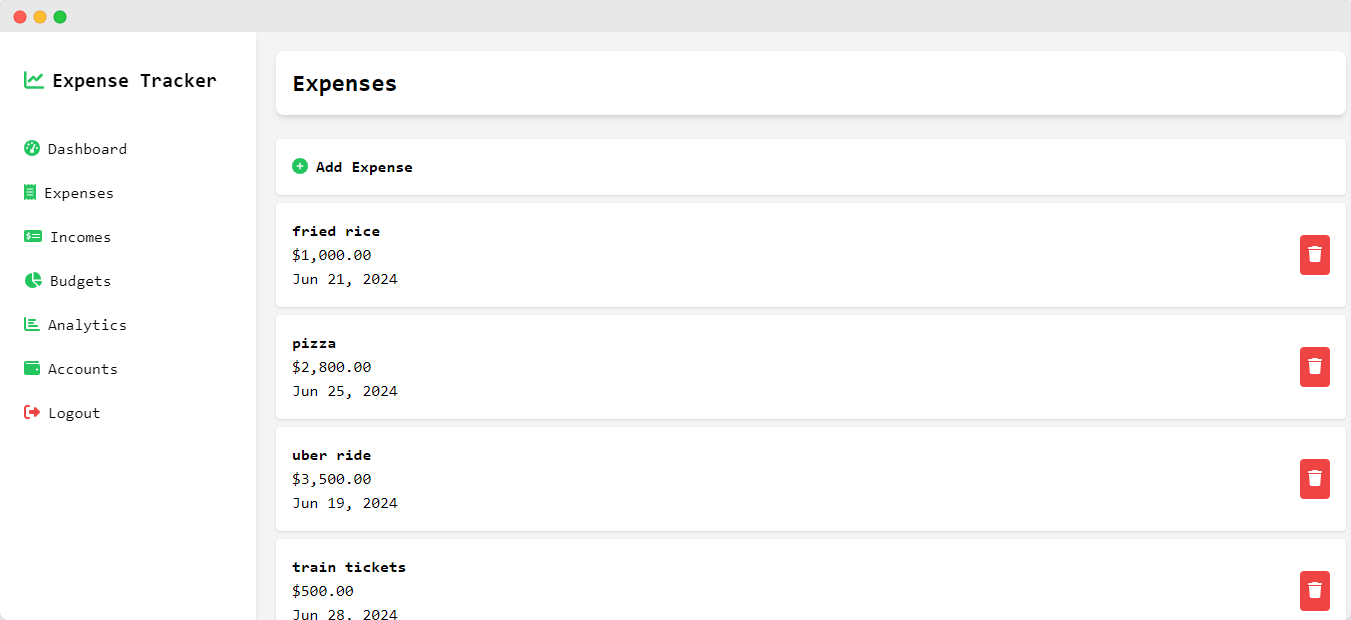 Expense Tracker
Dashboard
Expenses
Incomes
Budgets
Analytics
Accounts
Logout
Expenses
Add Expense
fried rice
$1,000.00
Jun 21, 2024
pizza
$2,800.00
Jun 25, 2024
uber ride
$3,500.00
Jun 19, 2024
train tickets
$500.00
Jun 28, 2024